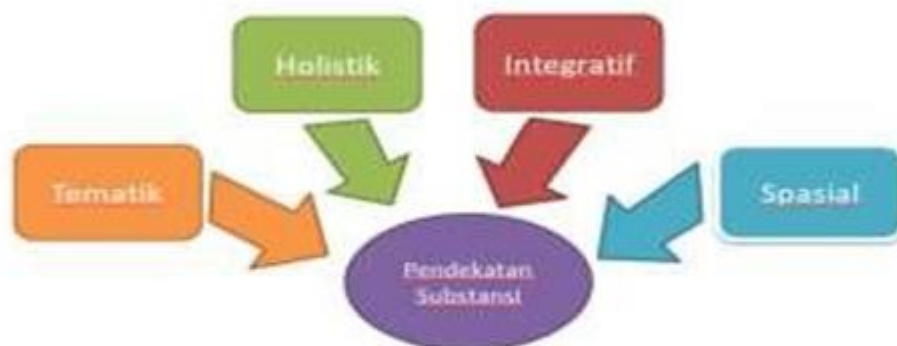 Holistik
Integratif
Tematik
Spasial
Pendekatan
Substansi